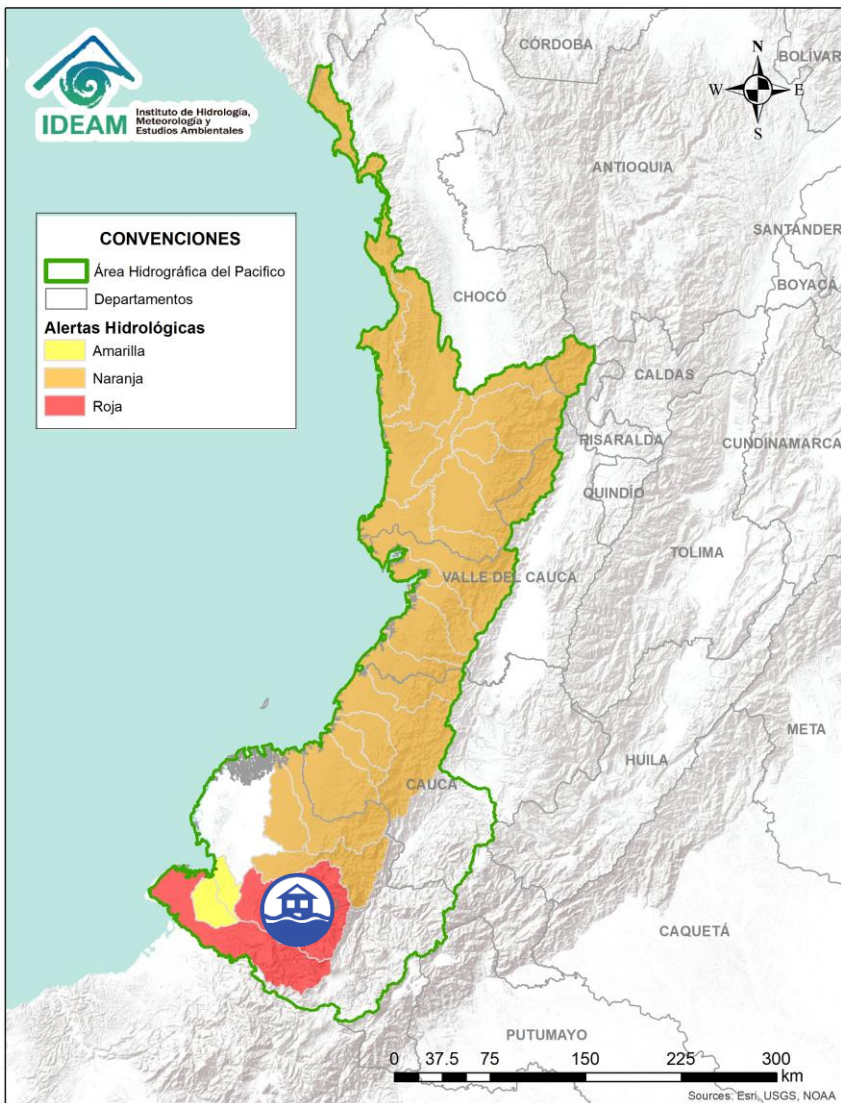 IDEAM
Instituto de Hidrología,
Meteorología y
Estudios Ambientales
CÓRDOBA
BOLÍVAR
N
W
E
S
ANTIOQUIA
SANTANDER
CONVENCIONES
Área Hidrográfica del Pacifico
Departamentos
Alertas Hidrológicas
Amarilla
Naranja
Roja
BOYACÁ
CHOCÓ
CALDAS
RISARALDA
CUNDINAMARCA
QUINDÍO
TOLIMA
VALLE DEL CAUCA
META
HUILA
CAUCA
CAQUETÁ
PUTUMAYO
0 37.5 75 150 225 300
km
Sources: Esri, USGS, NOAA